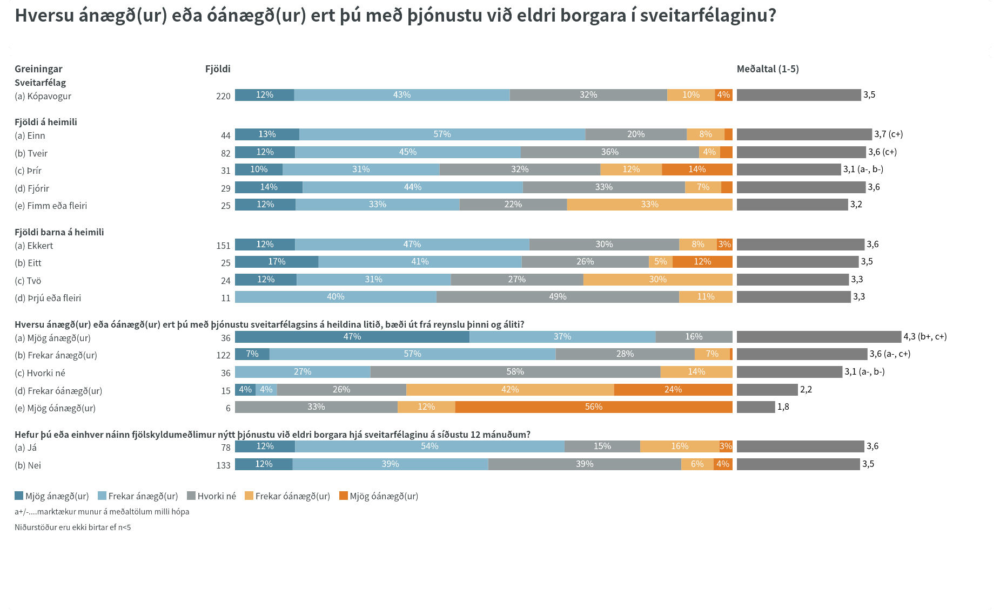 Hversu ánægð(ur) eða óánægð(ur) ert þú með þjónustu við eldri borgara í sveitarfélaginu?
Greiningar Fjöldi Meðaltal (1-5)
Sveitarfélag
(a) Kópavogur 220 12% 43% 32% 10% 4% 3,5
Fjöldi á heimili
(a) Einn 44 13% 57% 20% 8% 3,7 (c+)
(b) Tveir 82 12% 45% 36% 4% 3,6 (c+)
(c) Þrír 31 10% 31% 32% 12% 14% 3,1 (a-, b-)
(d) Fjórir 29 14% 44% 33% 7% 3,6
(e) Fimm eða fleiri 25 12% 33% 22% 33% 3,2
Fjöldi barna á heimili
(a) Ekkert 151 12% 47% 30% 8% 3% 3,6
(b) Eitt 25 17% 41% 26% 5% 12% 3,5
(c) Tvö 24 12% 31% 27% 30% 3,3
(d) Þrjú eða fleiri 11 40% 49% 11% 3,3
Hversu ánægð(ur) eða óánægð(ur) ert þú með þjónustu sveitarfélagsins á heildina litið, bæði út frá reynslu þinni og áliti?
(a) Mjög ánægð(ur) 36 47% 37% 16% 4,3 (b+, c+)
(b) Frekar ánægð(ur) 122 7% 57% 28% 7% 3,6 (a-, c+)
(c) Hvorki né 36 27% 58% 14% 3,1 (a-, b-)
(d) Frekar óánægð(ur) 15 4% 4% 26% 42% 24% 2,2
(e) Mjög óánægð(ur) 6 33% 12% 56% 1,8
Hefur þú eða einhver náinn fjölskyldumeðlimur nýtt þjónustu við eldri borgara hjá sveitarfélaginu á síðustu 12 mánuðum?
(a) Já 78 12% 54% 15% 16% 3% 3,6
(b) Nei 133 12% 39% 39% 6% 4% 3,5
Mjög ánægð(ur) Frekar ánægð(ur) Hvorki né Frekar óánægð(ur) Mjög óánægð(ur)
a+/-....marktækur munur á meðaltölum milli hópa
Niðurstöður eru ekki birtar ef n<5